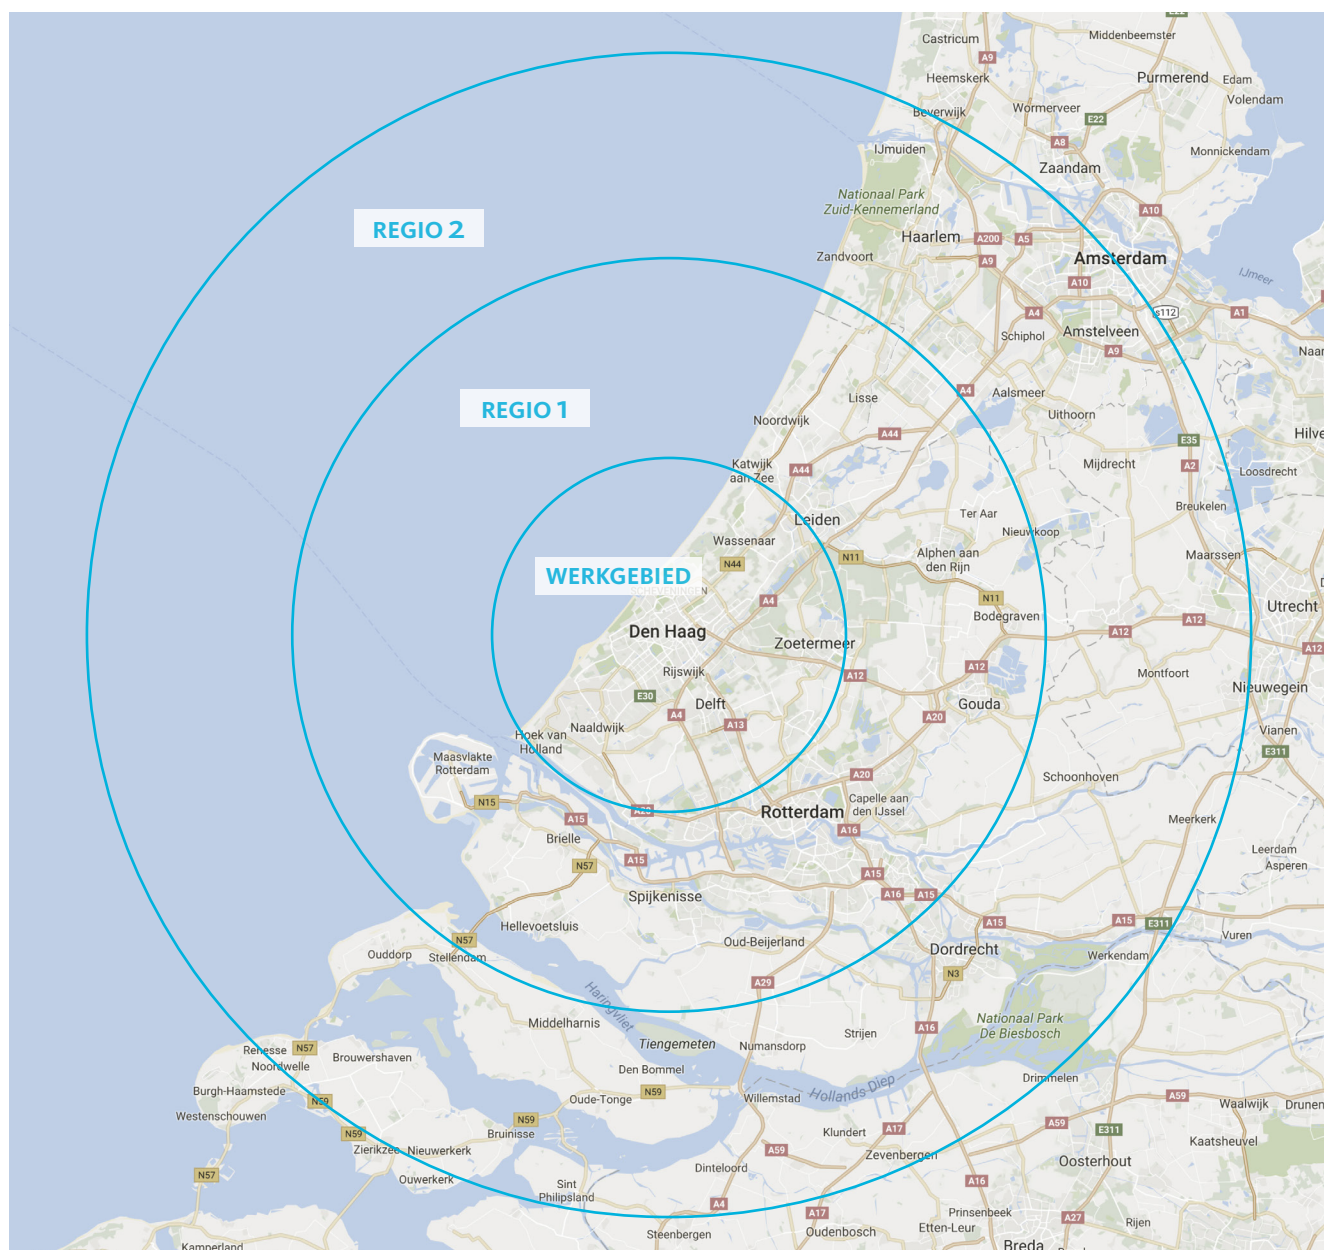 E22
Castricum
Middenbeemster
A9
Heemskerk
Purmerend
Edam
Volendam
Beverwijk
Wormerveer
E22
IJmuiden
A8
Monnickendam
Zaandam
Nationaal Park
Zuid-Kennemerland
A10
REGIO 2
Haarlem
A200
A5
Zandvoort
A9
Amsterdam
IJmeer
A10
A4
s112
A1
Schiphol
Amstelveen
A9
Naar
A4
Aalsmeer
Lisse
REGIO 1
Uithoorn
Noordwijk
A44
E35
Hilve
Katwijk
aan Zee
A44
Mijdrecht
A2
Loosdrecht
Breukelen
Leiden
Ter Aar
Nieuwkoop
Wassenaar
N11
Alphen aan
den Rijn
Maarssen
N44
WERKGEBIED
SCHEVENINGEN
A4
N11
Utrecht
Bodegraven
A12
A12
Den Haag
Zoetermeer
A12
Rijswijk
A12
A12
Montfoort
Nieuwegein
E30
Delft
Gouda
A4
A13
A20
Naaldwijk
Hoek van
Holland
Vianen
E311
Maasvlakte
Rotterdam
A20
Schoonhoven
N15
A20
Rotterdam
Capelle aan
den IJssel
A15
A16
Meerkerk
Brielle
Leerdam
A15
N57
Asperen
A15
Spijkenisse
A16
A15
A15
A15
E311
Hellevoetsluis
Vuren
N57
Oud-Beijerland
Dordrecht
Ouddorp
Stellendam
Werkendam
N3
A29
Haringvliet
Nationaal Park
De Biesbosch
Middelharnis
A16
Strijen
Tiengemeten
Numansdorp
Renesse
N57
Brouwershaven
Noordwelle
Den Bommel
Drimmelen
Burgh-Haamstede
N59
Hollands Diep
Oude-Tonge
N59
Willemstad
A59
Waalwijk
Drunen
Westenschouwen
N59
A59
N59
Bruinisse
Klundert
A17
E311
Kaatsheuvel
Zierikzee
Nieuwerkerk
A59
Zevenbergen
Oosterhout
N57
Dinteloord
Ouwerkerk
Sint
Philipsland
A16
A4
A17
Prinsenbeek
A27
Rijen
Steenbergen
Oudenbosch
Etten-Leur
Kamperland
Breda